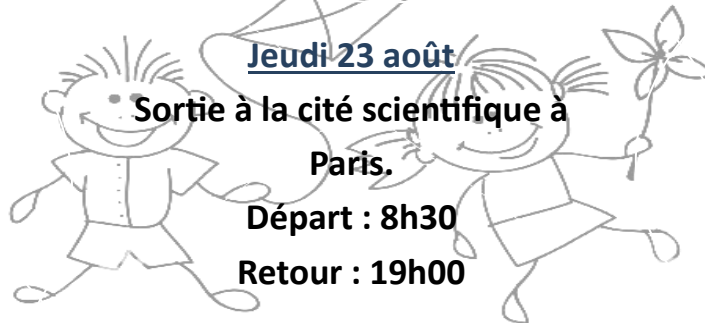 Jeudi 23 août
Sortie à la cité scientifique à
Paris.
Départ : 8h30
Retour : 19h00